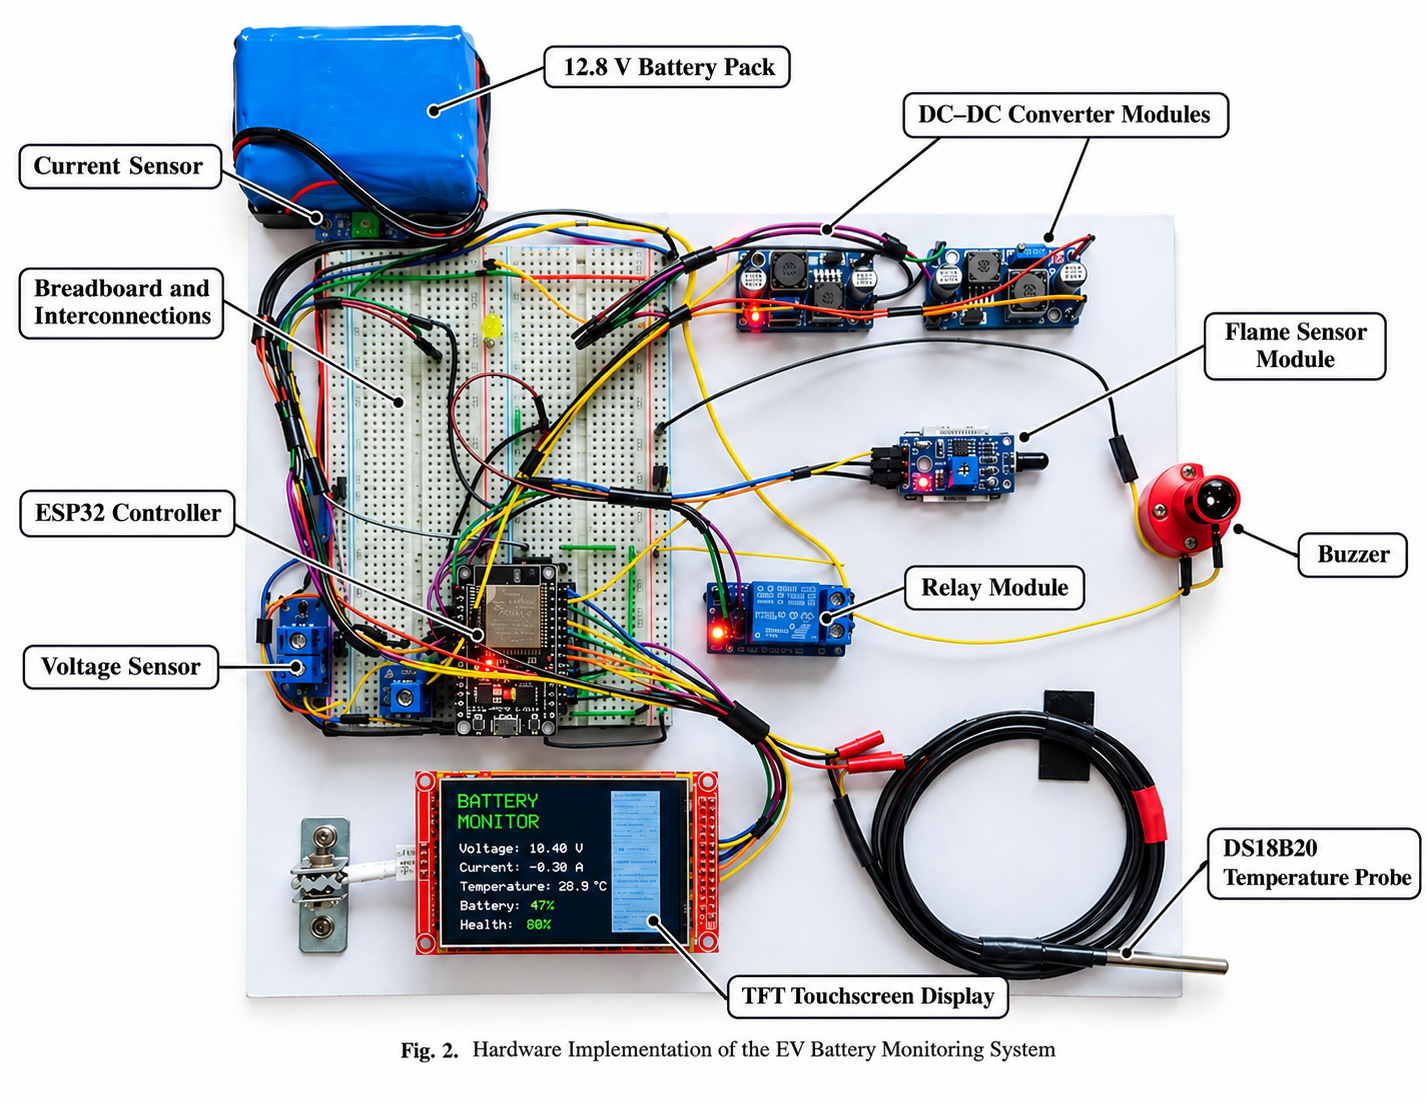 12.8 V Battery Pack
DC–DC Converter Modules
Current Sensor
Breadboard and
Interconnections
Flame Sensor
Module
ESP32 Controller
Buzzer
Relay Module
Voltage Sensor
BATTERY
MONITOR
Voltage: 10.40 V
Current: -0.30 A
Temperature: 28.9 °C
Battery: 47%
Health: 80%
DS18B20
Temperature Probe
TFT Touchscreen Display
Fig. 2. Hardware Implementation of the EV Battery Monitoring System